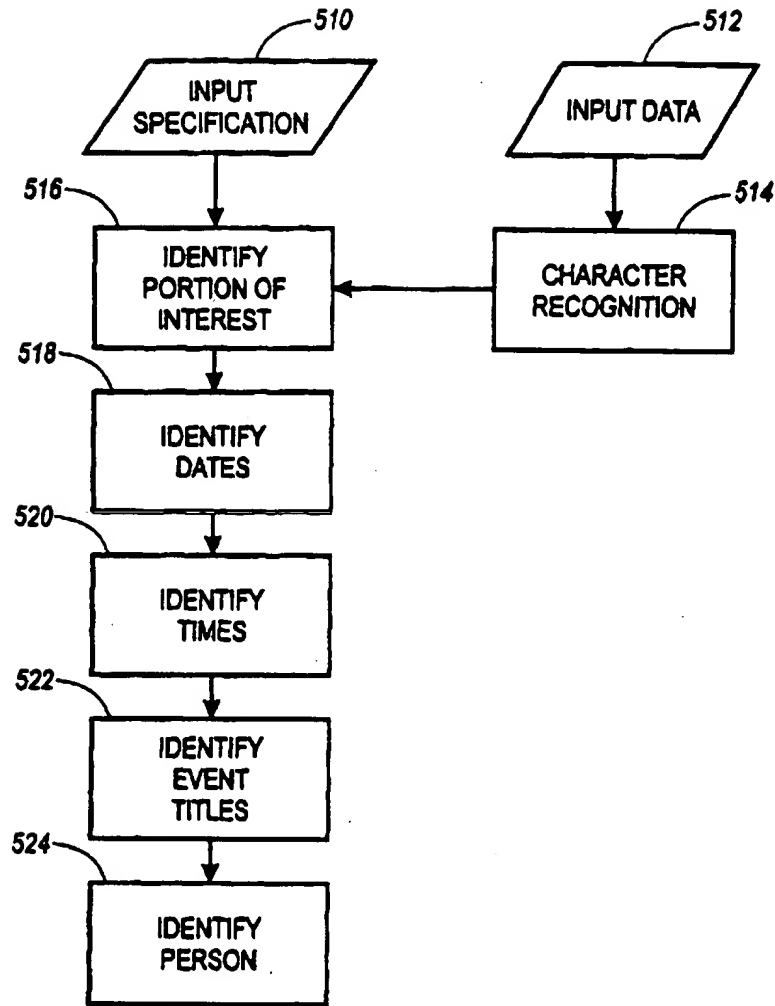 510
INPUT
SPECIFICATION
512
INPUT DATA
516
IDENTIFY
PORTION OF
INTEREST
514
CHARACTER
RECOGNITION
518
IDENTIFY
DATES
520
IDENTIFY
TIMES
522
IDENTIFY
EVENT
TITLES
524
IDENTIFY
PERSON